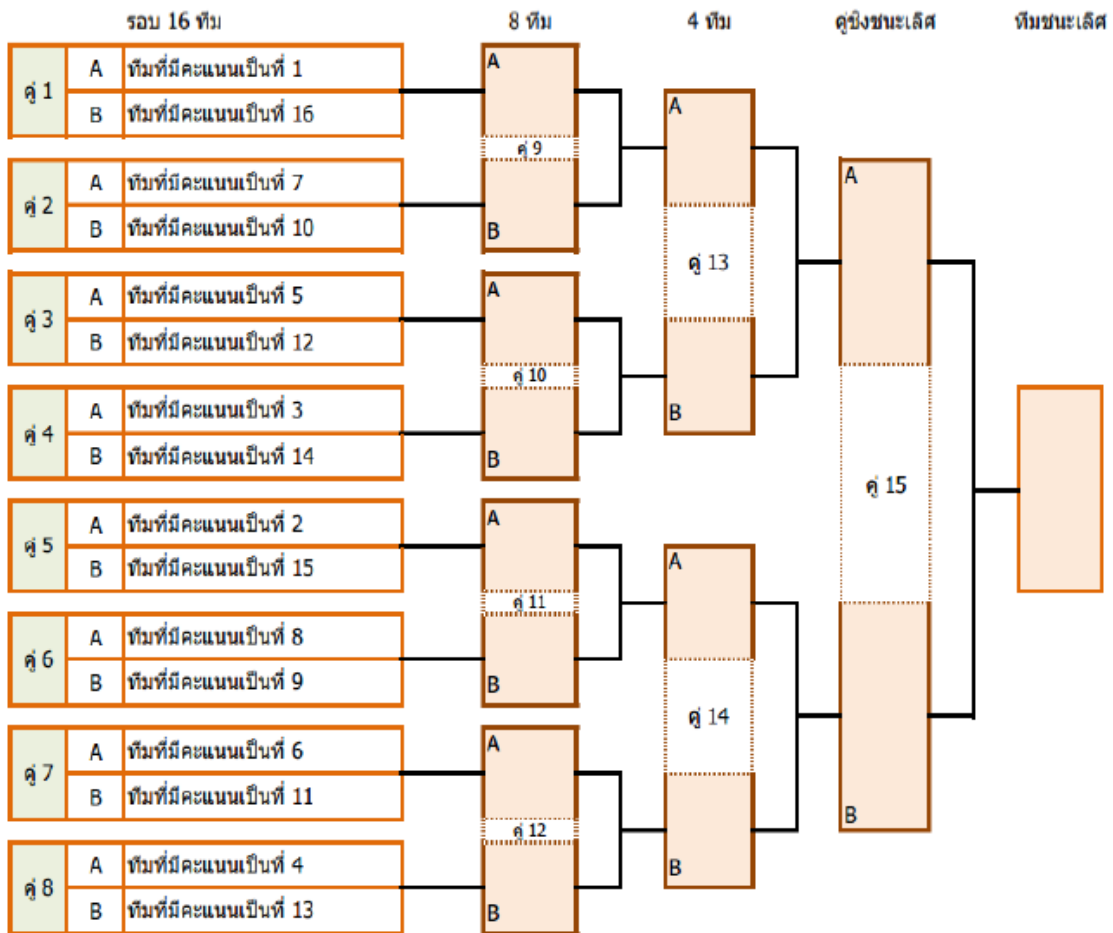 รอบ 16 ทีม 8 ทีม 4 ทีม คู่ชิงชนะเลิศ ทีมชนะเลิศ
คู่ 1
A ทีมที่มีคะแนนเป็นที่ 1
B ทีมที่มีคะแนนเป็นที่ 16
คู่ 2
A ทีมที่มีคะแนนเป็นที่ 7
B ทีมที่มีคะแนนเป็นที่ 10
คู่ 3
A ทีมที่มีคะแนนเป็นที่ 5
B ทีมที่มีคะแนนเป็นที่ 12
คู่ 4
A ทีมที่มีคะแนนเป็นที่ 3
B ทีมที่มีคะแนนเป็นที่ 14
คู่ 5
A ทีมที่มีคะแนนเป็นที่ 2
B ทีมที่มีคะแนนเป็นที่ 15
คู่ 6
A ทีมที่มีคะแนนเป็นที่ 8
B ทีมที่มีคะแนนเป็นที่ 9
คู่ 7
A ทีมที่มีคะแนนเป็นที่ 6
B ทีมที่มีคะแนนเป็นที่ 11
คู่ 8
A ทีมที่มีคะแนนเป็นที่ 4
B ทีมที่มีคะแนนเป็นที่ 13
A
คู่ 9
B
A
คู่ 10
B
A
คู่ 11
B
A
คู่ 12
B
A
คู่ 13
B
A
คู่ 14
B
A
คู่ 15
B